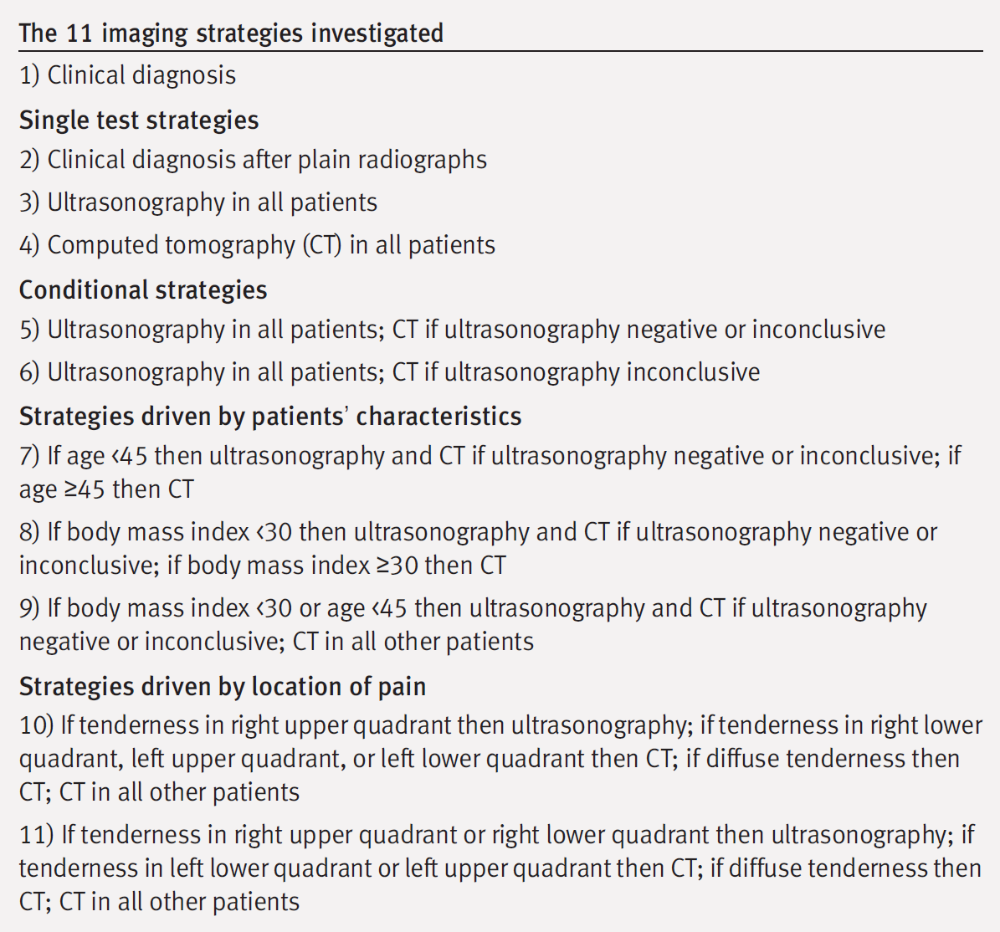 The 11 imaging strategies investigated
1) Clinical diagnosis
Single test strategies
2) Clinical diagnosis after plain radiographs
3) Ultrasonography in all patients
4) Computed tomography (CT) in all patients
Conditional strategies
5) Ultrasonography in all patients; CT if ultrasonography negative or inconclusive
6) Ultrasonography in all patients; CT if ultrasonography inconclusive
Strategies driven by patients’ characteristics
7) If age <45 then ultrasonography and CT if ultrasonography negative or inconclusive; if
age ≥45 then CT
8) If body mass index <30 then ultrasonography and CT if ultrasonography negative or
inconclusive; if body mass index ≥30 then CT
9) If body mass index <30 or age <45 then ultrasonography and CT if ultrasonography
negative or inconclusive; CT in all other patients
Strategies driven by location of pain
10) If tenderness in right upper quadrant then ultrasonography; if tenderness in right lower
quadrant, left upper quadrant, or left lower quadrant then CT; if diffuse tenderness then
CT; CT in all other patients
11) If tenderness in right upper quadrant or right lower quadrant then ultrasonography; if
tenderness in left lower quadrant or left upper quadrant then CT; if diffuse tenderness then
CT; CT in all other patients